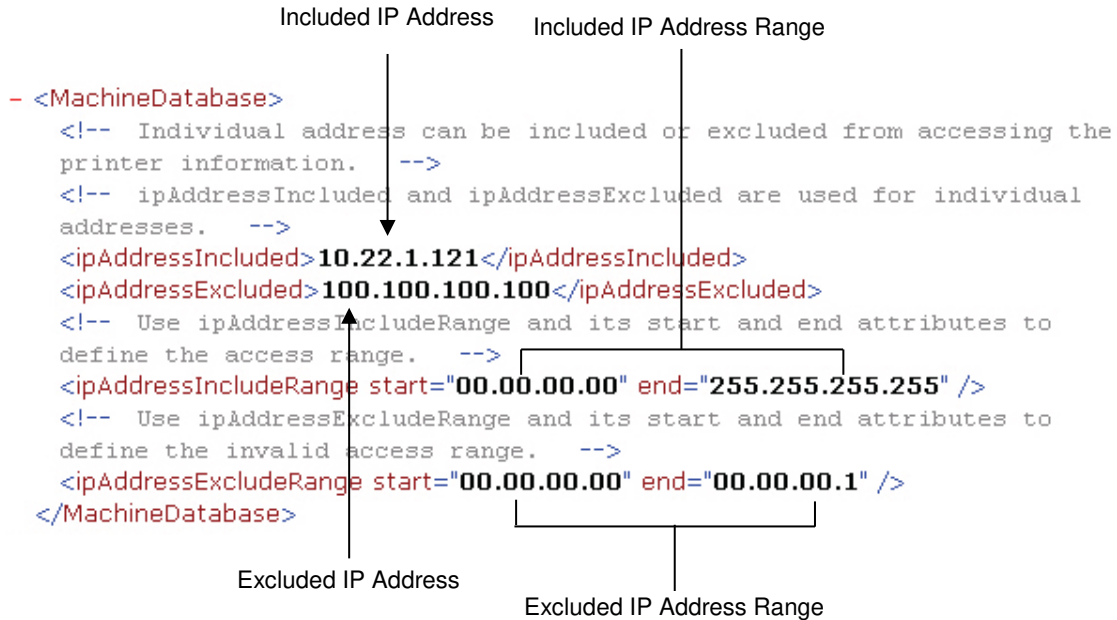 Included IP Address
Included IP Address Range
- <MachineDatabase>
<!-- Individual address can be included or excluded from accessing the
printer information. -->
<!-- ipAddressIncluded and ipAddressExcluded are used for individual
addresses. -->
<ipAddressIncluded>10.22.1.121</ipAddressIncluded>
<ipAddressExcluded>100.100.100.100</ipAddressExcluded>
<!-- Use ipAddressIncludeRange and its start and end attributes to
define the access range. -->
<ipAddressIncludeRange start="00.00.00.00" end="255.255.255.255" />
<!-- Use ipAddressExcludeRange and its start and end attributes to
define the invalid access range. -->
<ipAddressExcludeRange start="00.00.00.00" end="00.00.00.1" />
</MachineDatabase>
Excluded IP Address
Excluded IP Address Range